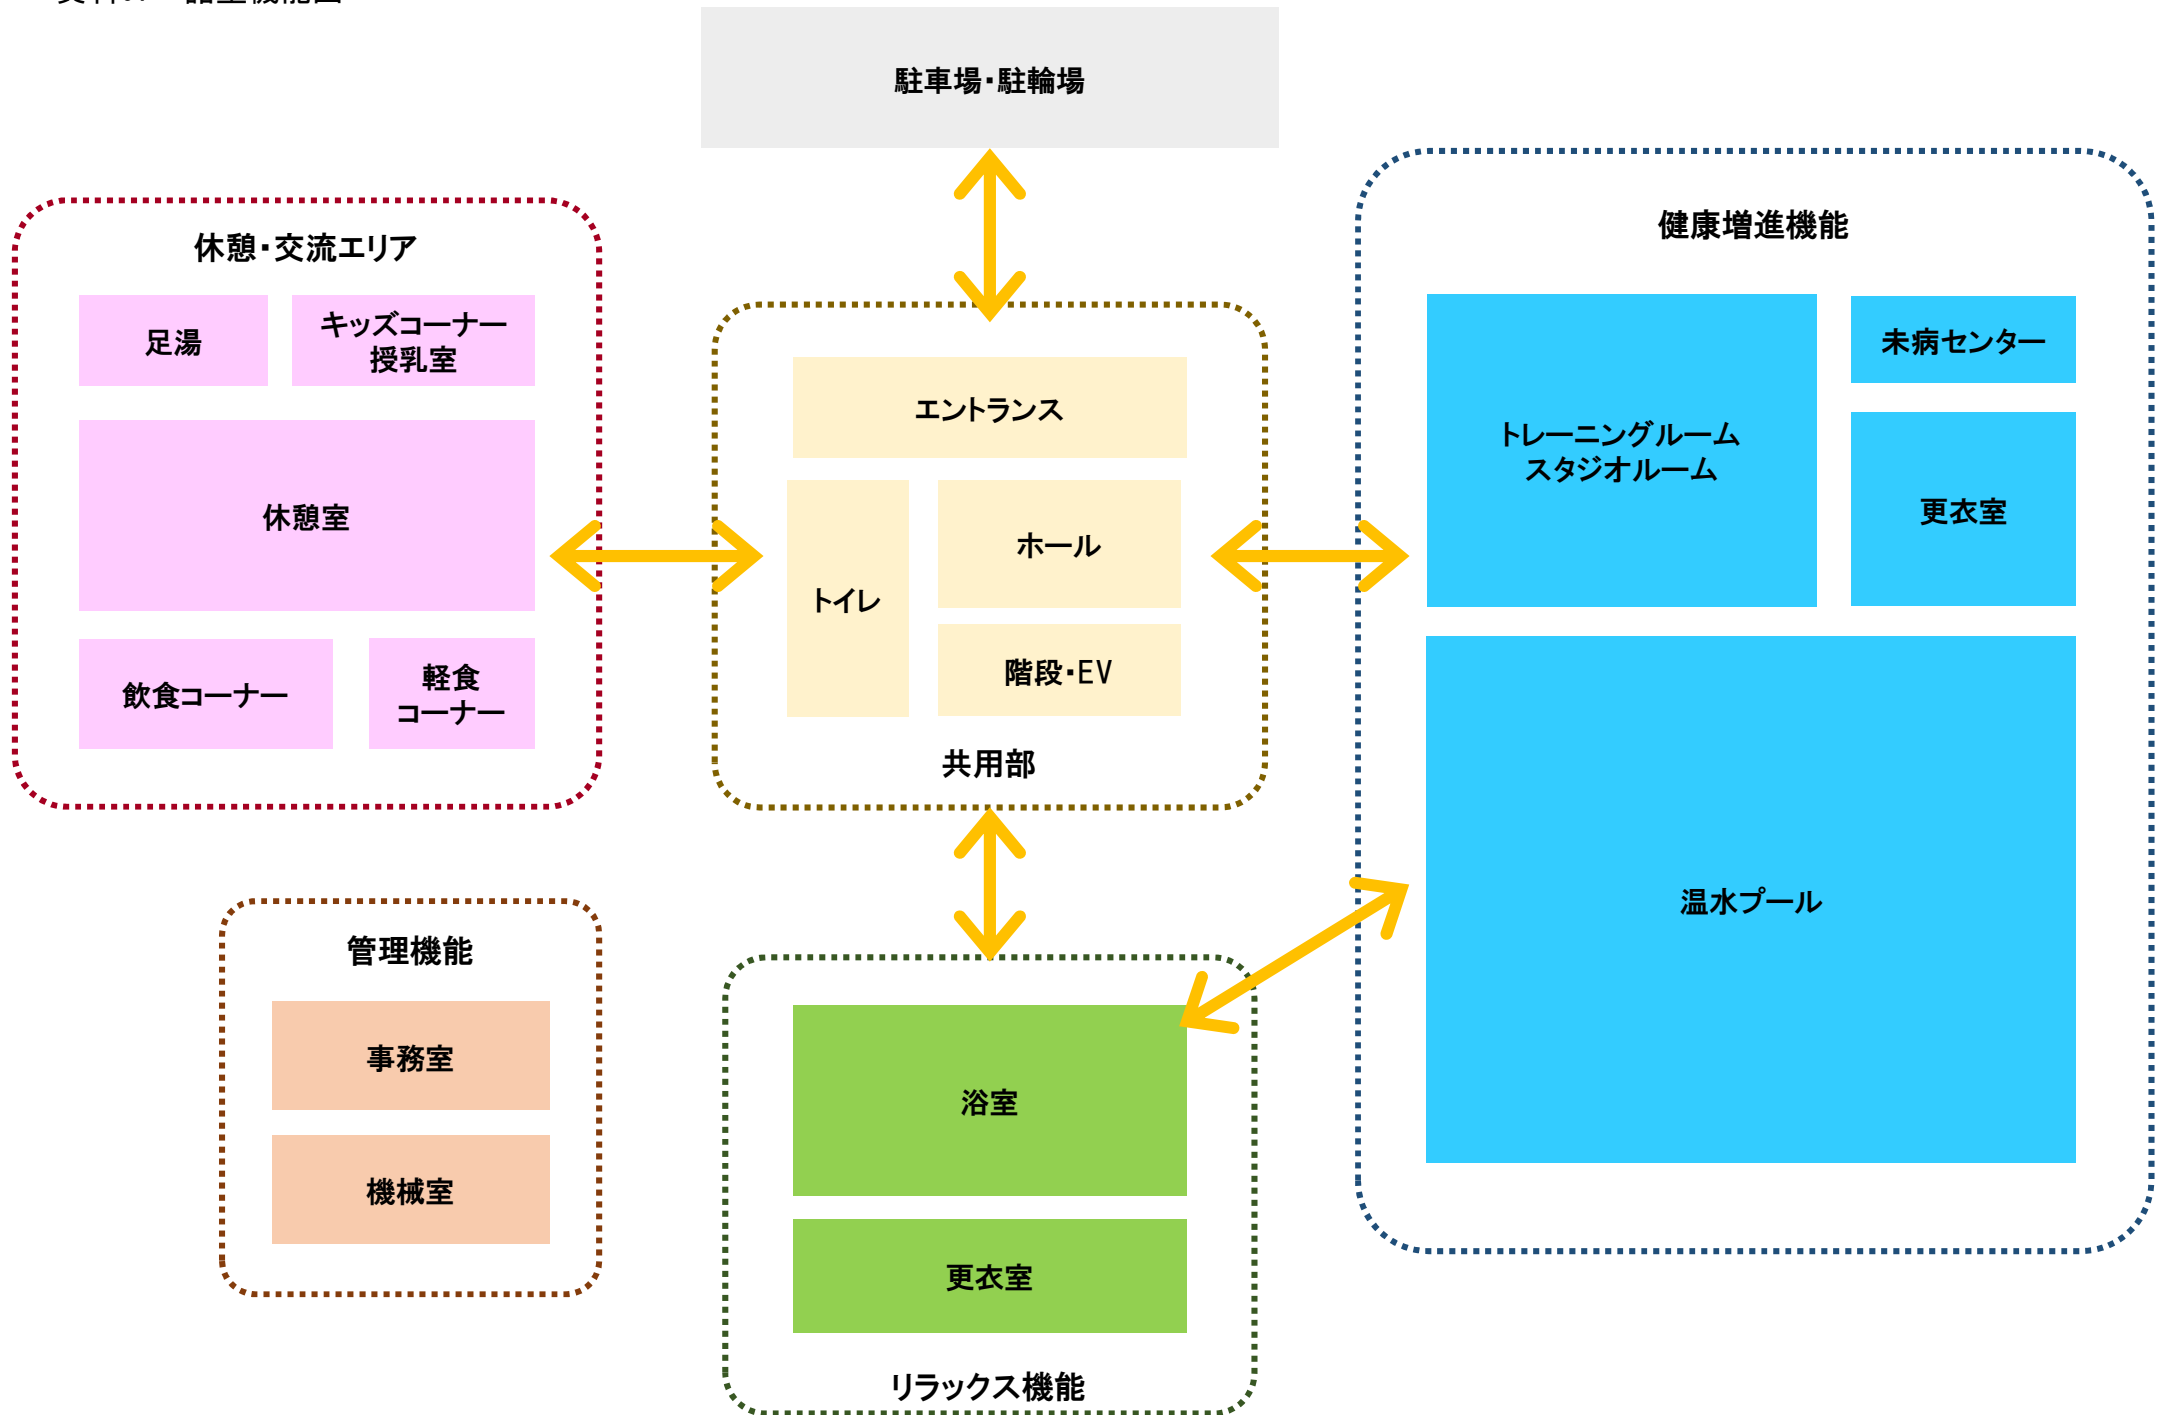 駐車場・駐輪場
休憩・交流エリア
足湯
キッズコーナー
授乳室
休憩室
飲食コーナー
軽食
コーナー
エントランス
トイレ
ホール
階段・EV
共用部
健康増進機能
トレーニングルーム
スタジオルーム
未病センター
更衣室
温水プール
管理機能
事務室
機械室
浴室
更衣室
リラックス機能